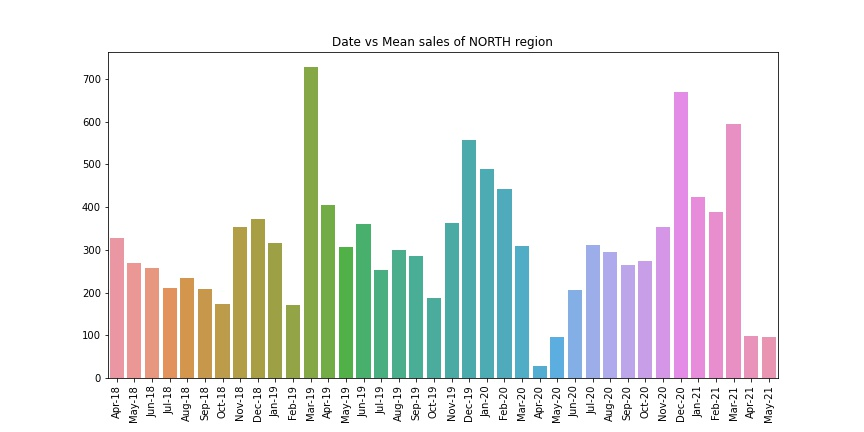 Date vs Mean sales of NORTH region
700
600
500
400
300
200
100
0
Apr-18
May-18
Jun-18
Jul-18
Aug-18
Sep-18
Oct-18
Nov-18
Dec-18
Jan-19
Feb-19
Mar-19
Apr-19
May-19
Jun-19
Jul-19
Aug-19
Sep-19
Oct-19
Nov-19
Dec-19
Jan-20
Feb-20
Mar-20
Apr-20
May-20
Jun-20
Jul-20
Aug-20
Sep-20
Oct-20
Nov-20
Dec-20
Jan-21
Feb-21
Mar-21
Apr-21
May-21